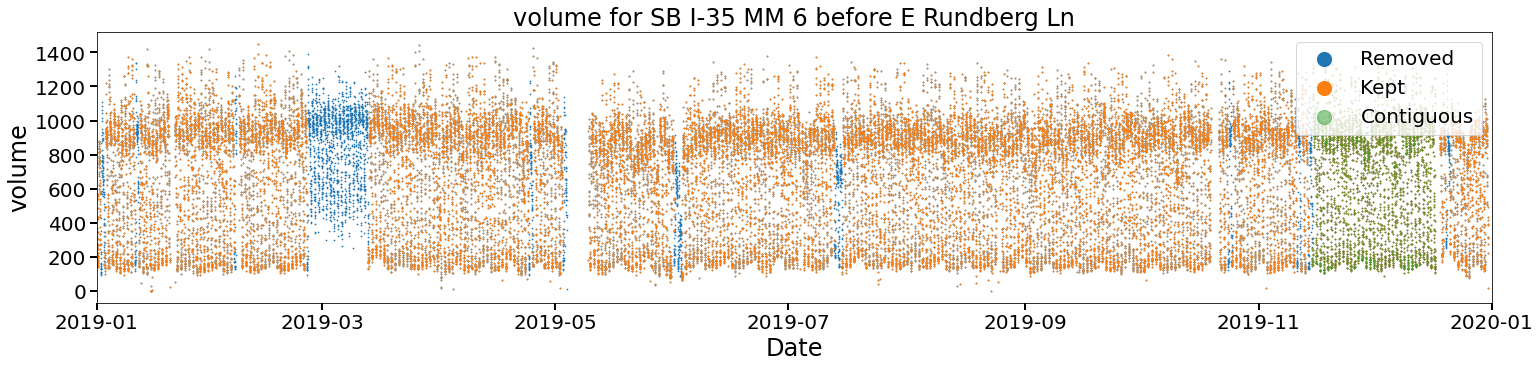 volume for SB I-35 MM 6 before E Rundberg Ln
1400
1200
1000
800
600
400
200
0
volume
Removed
Kept
Contiguous
2019-01
2019-03
2019-05
2019-07
2019-09
2019-11
2020-01
Date